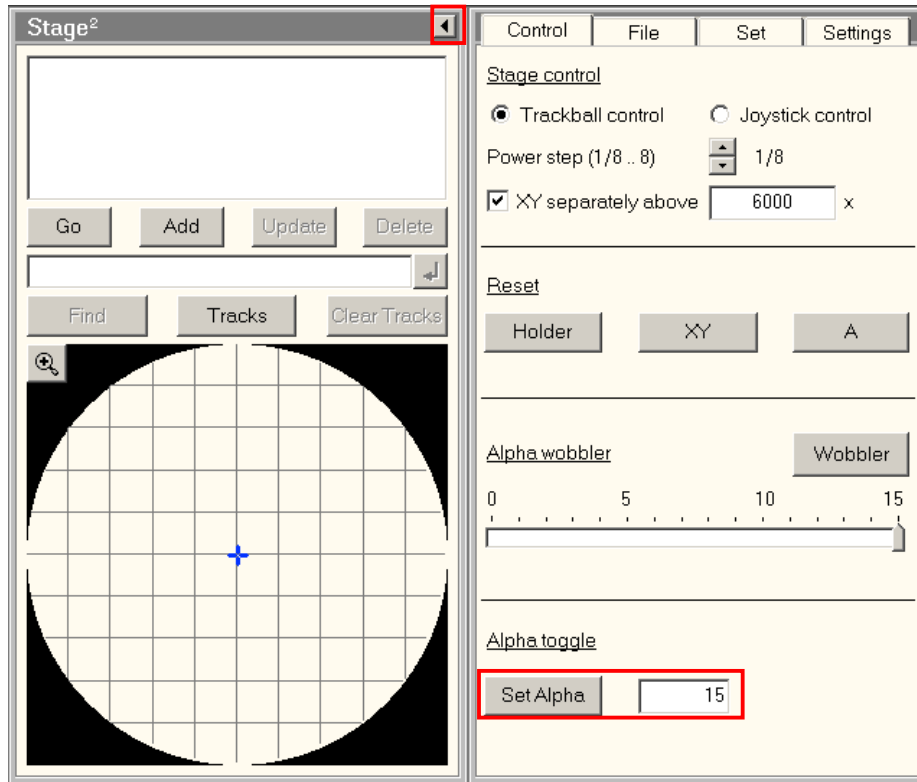 Stage²
Go Add Update Delete
Find Tracks Clear Tracks
Control File Set Settings
Stage control
Trackball control Joystick control
Power step (1/8 .. 8) 1/8
XY separately above 6000 x
Reset
Holder XY A
Alpha wobbler Wobbler
0 5 10 15
Alpha toggle
Set Alpha 15